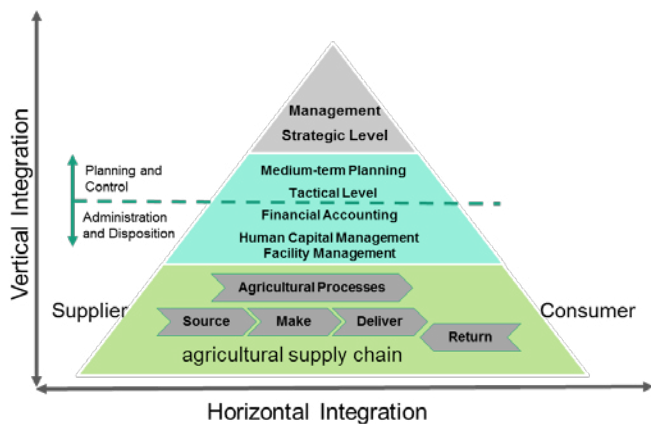 Management
Strategic Level
Medium-term Planning
Tactical Level
Planning and
Control
Administration
and Disposition
Financial Accounting
Human Capital Management
Facility Management
Vertical Integration
Agricultural Processes
Supplier
Consumer
Source
Make
Deliver
Return
agricultural supply chain
Horizontal Integration